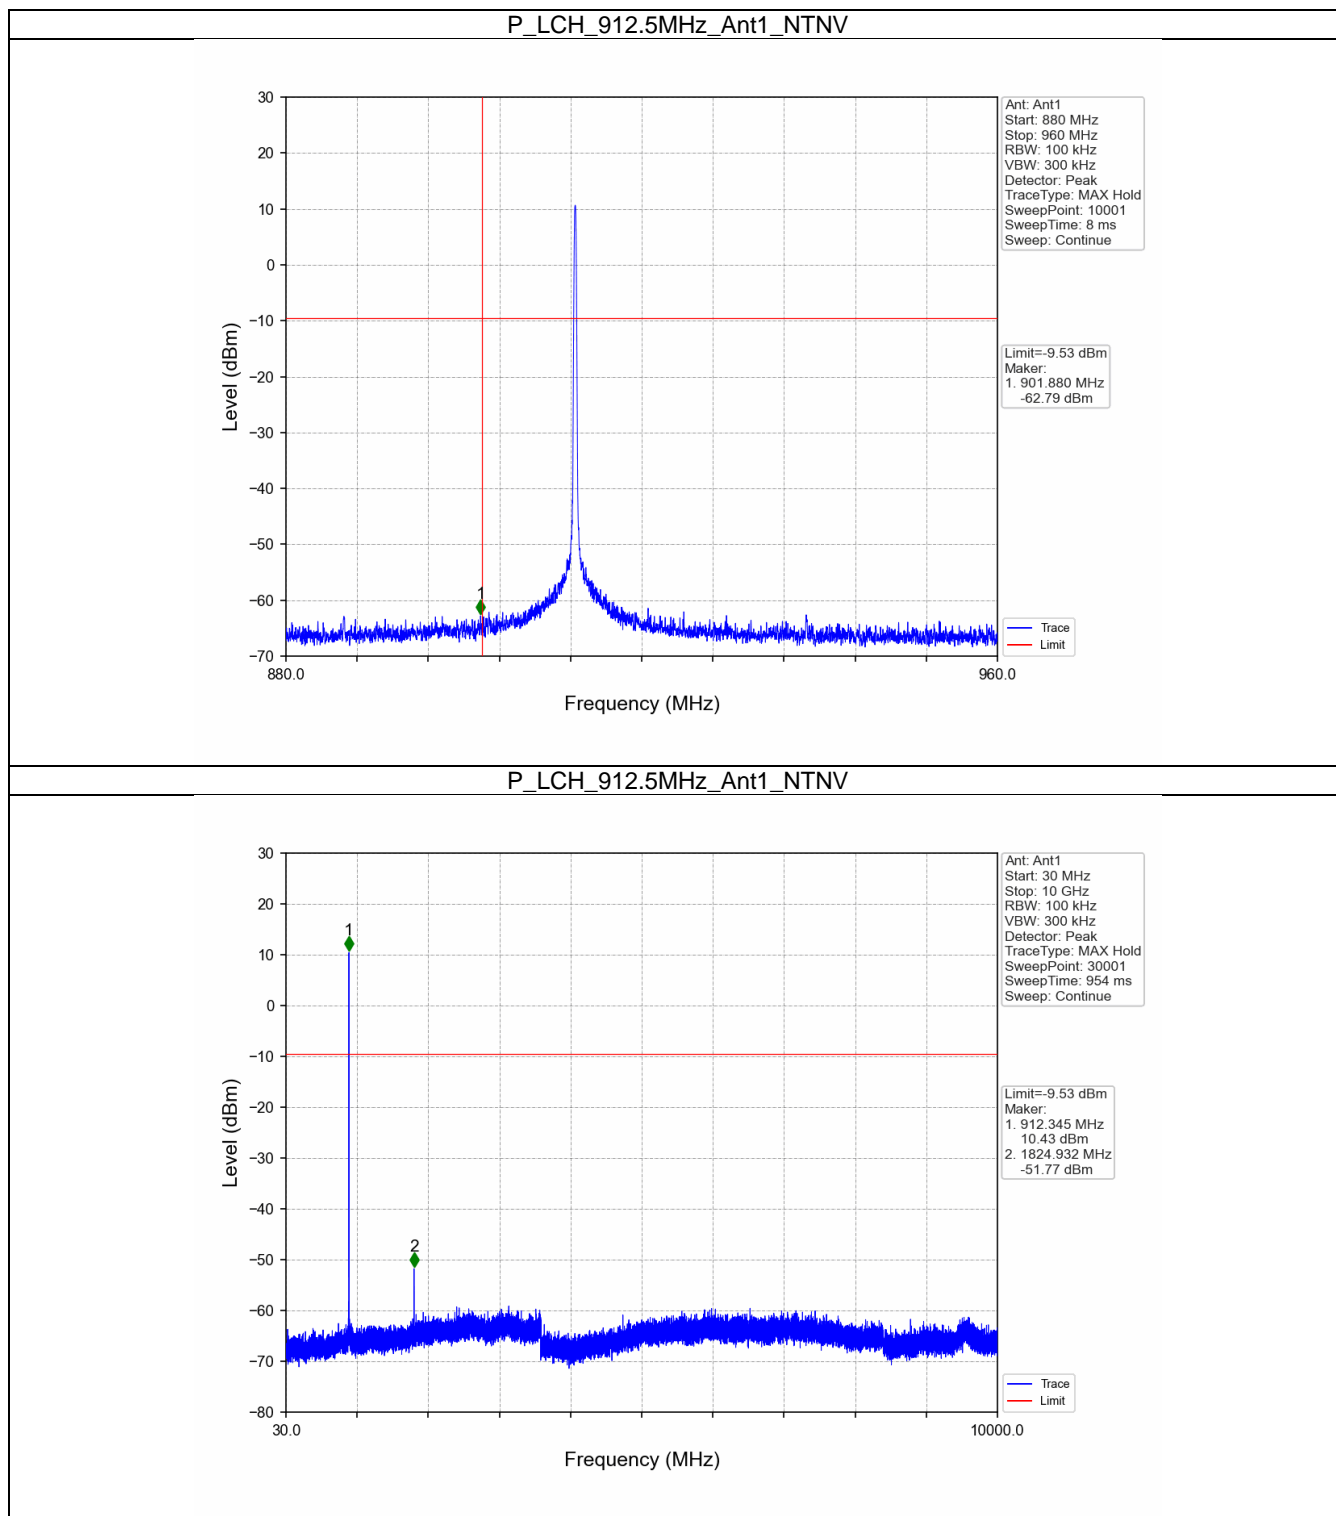 P_LCH_912.5MHz_Ant1_NTNV
30
20
10
0
−10
−20
−30
−40
−50
−60
−70
Level (dBm)
1
880.0
960.0
Frequency (MHz)
Ant: Ant1
Start: 880 MHz
Stop: 960 MHz
RBW: 100 kHz
VBW: 300 kHz
Detector: Peak
TraceType: MAX Hold
SweepPoint: 10001
SweepTime: 8 ms
Sweep: Continue
Limit=-9.53 dBm
Maker:
1. 901.880 MHz
-62.79 dBm
Trace
Limit
P_LCH_912.5MHz_Ant1_NTNV
30
20
10
0
−10
−20
−30
−40
−50
−60
−70
−80
Level (dBm)
1
2
30.0
10000.0
Frequency (MHz)
Ant: Ant1
Start: 30 MHz
Stop: 10 GHz
RBW: 100 kHz
VBW: 300 kHz
Detector: Peak
TraceType: MAX Hold
SweepPoint: 30001
SweepTime: 954 ms
Sweep: Continue
Limit=-9.53 dBm
Maker:
1. 912.345 MHz
10.43 dBm
2. 1824.932 MHz
-51.77 dBm
Trace
Limit